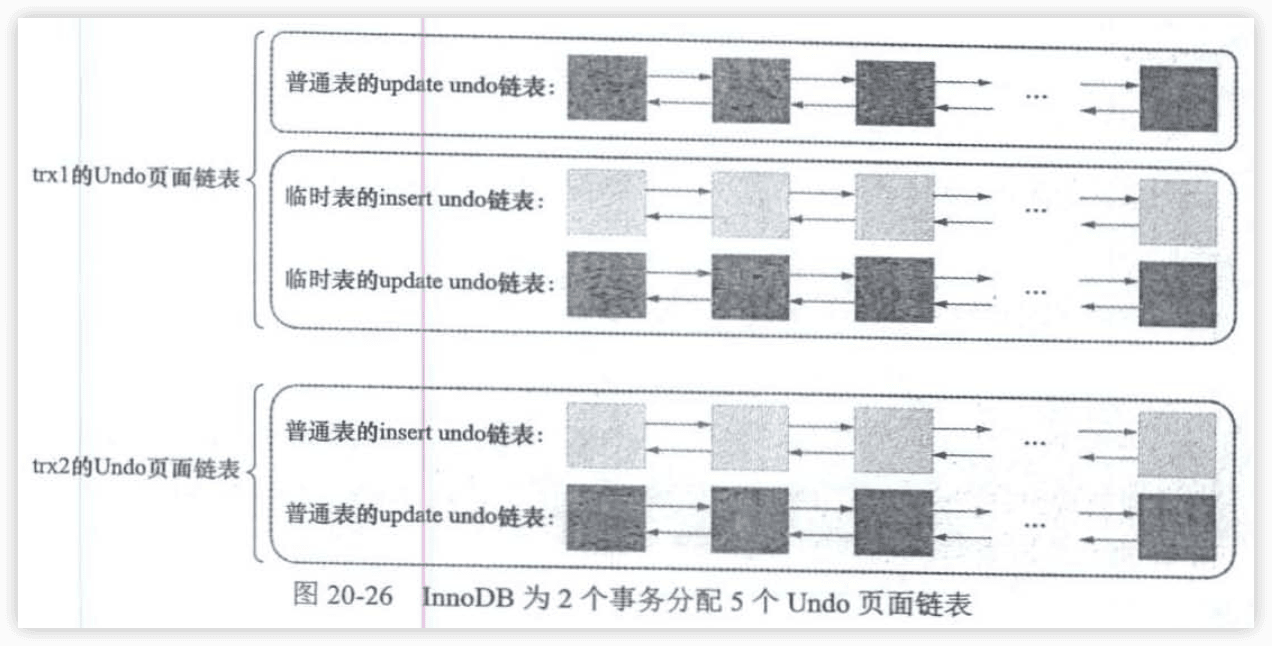 普通表的update undo链表：
trx1的Undo页面链表
临时表的insert undo链表：
临时表的update undo链表：
普通表的insert undo链表：
trx2的Undo页面链表
普通表的update undo链表：
图 20-26 InnoDB 为 2 个事务分配 5 个 Undo 页面链表